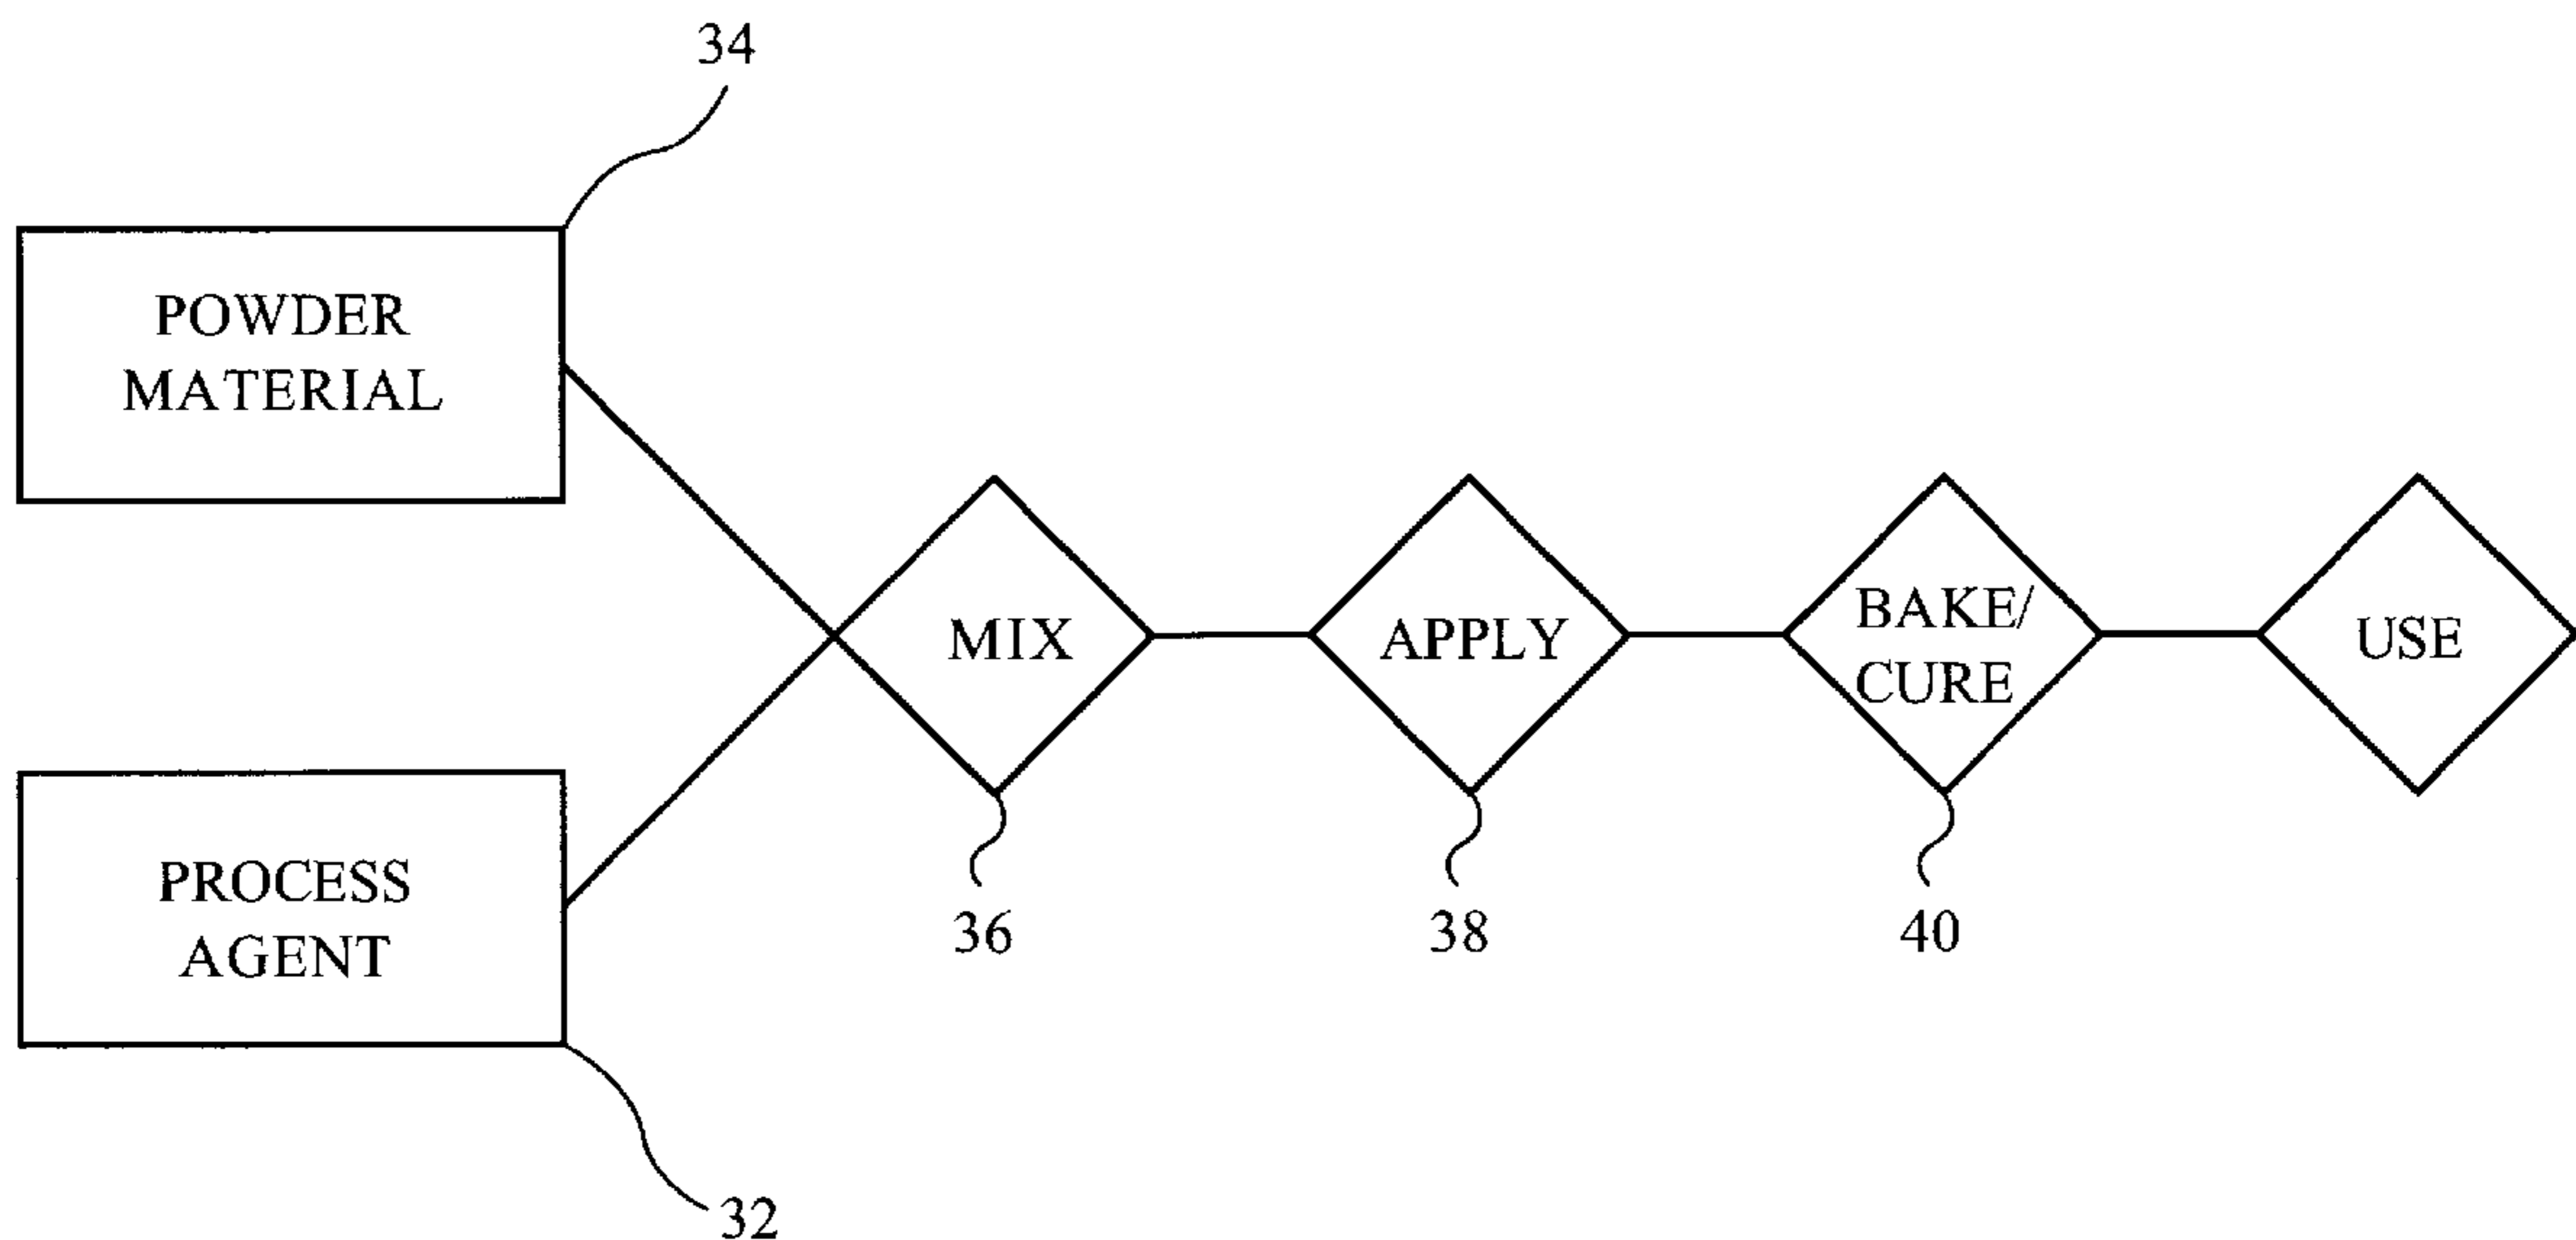 34
POWDER
MATERIAL
PROCESS
AGENT
32
MIX
36
APPLY
38
BAKE/
CURE
40
USE